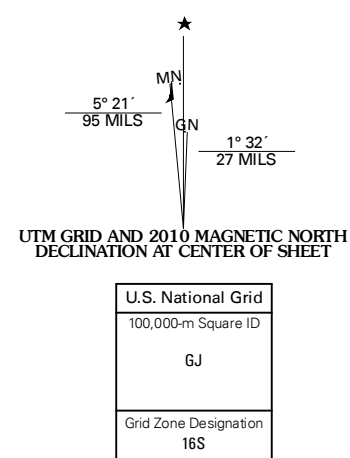 ★
MN
5° 21´
95 MILS
GN
1° 32´
27 MILS
UTM GRID AND 2010 MAGNETIC NORTH
DECLINATION AT CENTER OF SHEET
U.S. National Grid
100,000-m Square ID
GJ
Grid Zone Designation
16S